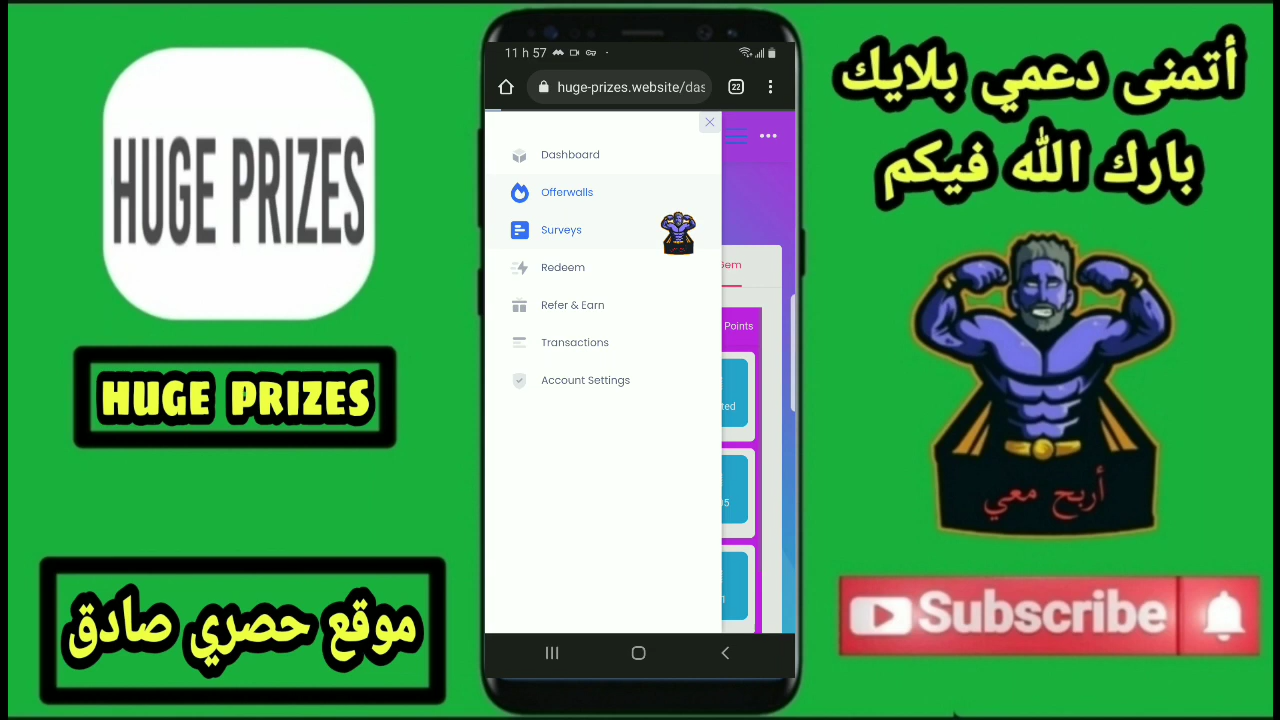 HUGE PRIZES
HUGE PRIZES
موقع حصري صادق
11 h 57
huge-prizes.website/das
22
Dashboard
Offerwalls
Surveys
Redeem
Refer & Earn
Transactions
Account Settings
Points
أتمنى دعمي بلايك
بارك الله فيكم
أربح معي
Subscribe